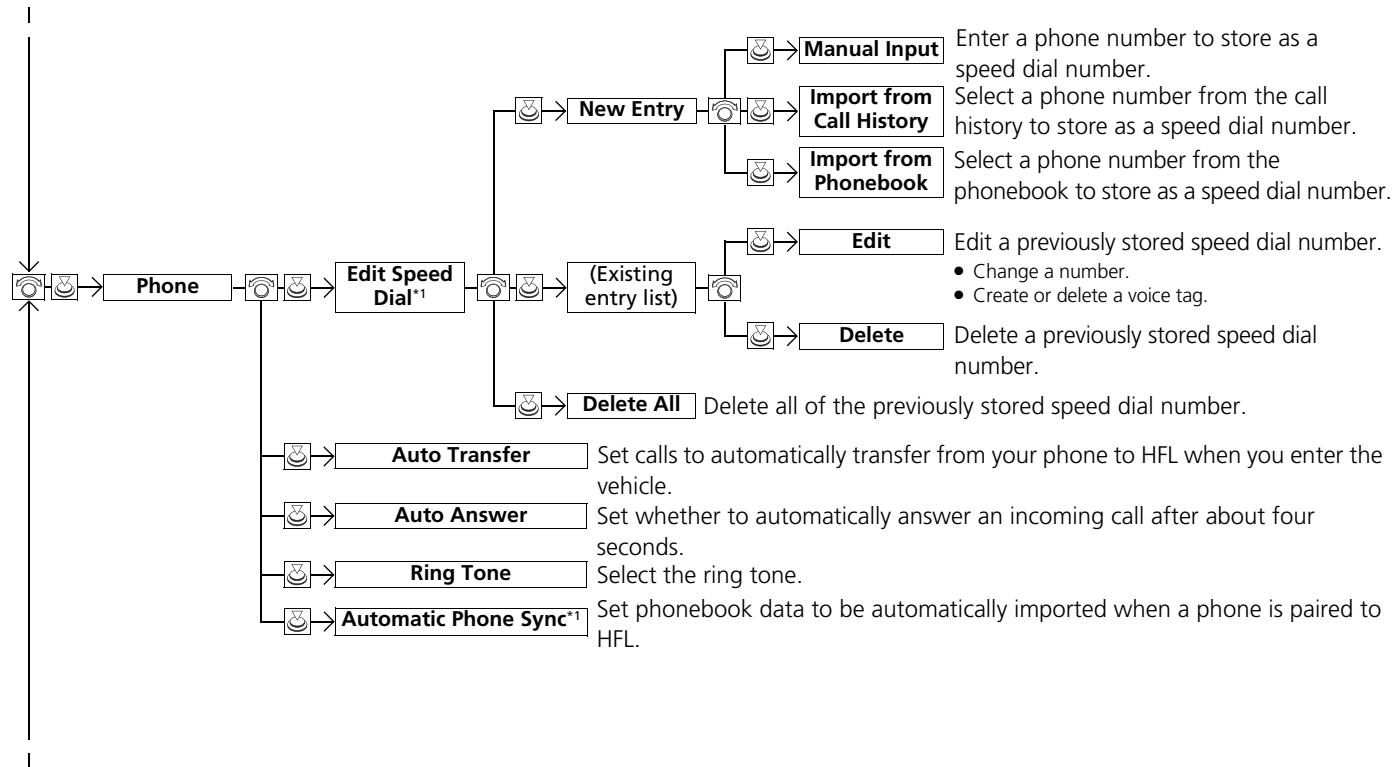 Manual Input
Enter a phone number to store as a
speed dial number.
New Entry
Import from
Call History
Select a phone number from the call
history to store as a speed dial number.
Import from
Phonebook
Select a phone number from the
phonebook to store as a speed dial number.
Phone
Edit Speed
Dial*1
(Existing
entry list)
Edit
Edit a previously stored speed dial number.
● Change a number.
● Create or delete a voice tag.
Delete
Delete a previously stored speed dial
number.
Delete All
Delete all of the previously stored speed dial number.
Auto Transfer
Set calls to automatically transfer from your phone to HFL when you enter the
vehicle.
Auto Answer
Set whether to automatically answer an incoming call after about four
seconds.
Ring Tone
Select the ring tone.
Automatic Phone Sync*1
Set phonebook data to be automatically imported when a phone is paired to
HFL.